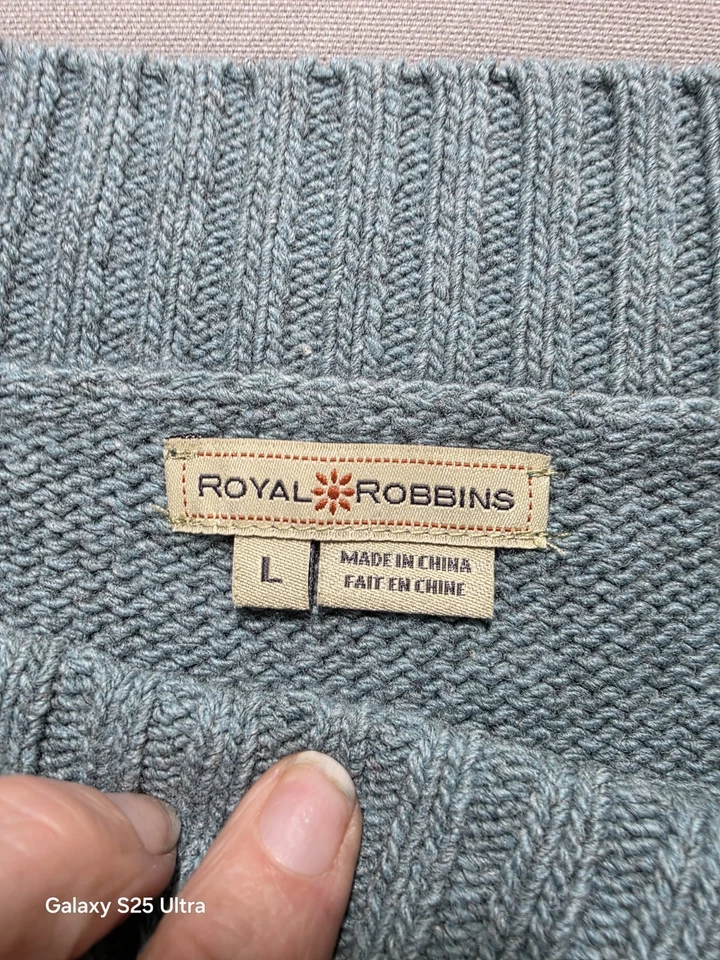 ROYAL ROBBINS
L
MADE IN CHINA
FAIT EN CHINE
Galaxy S25 Ultra